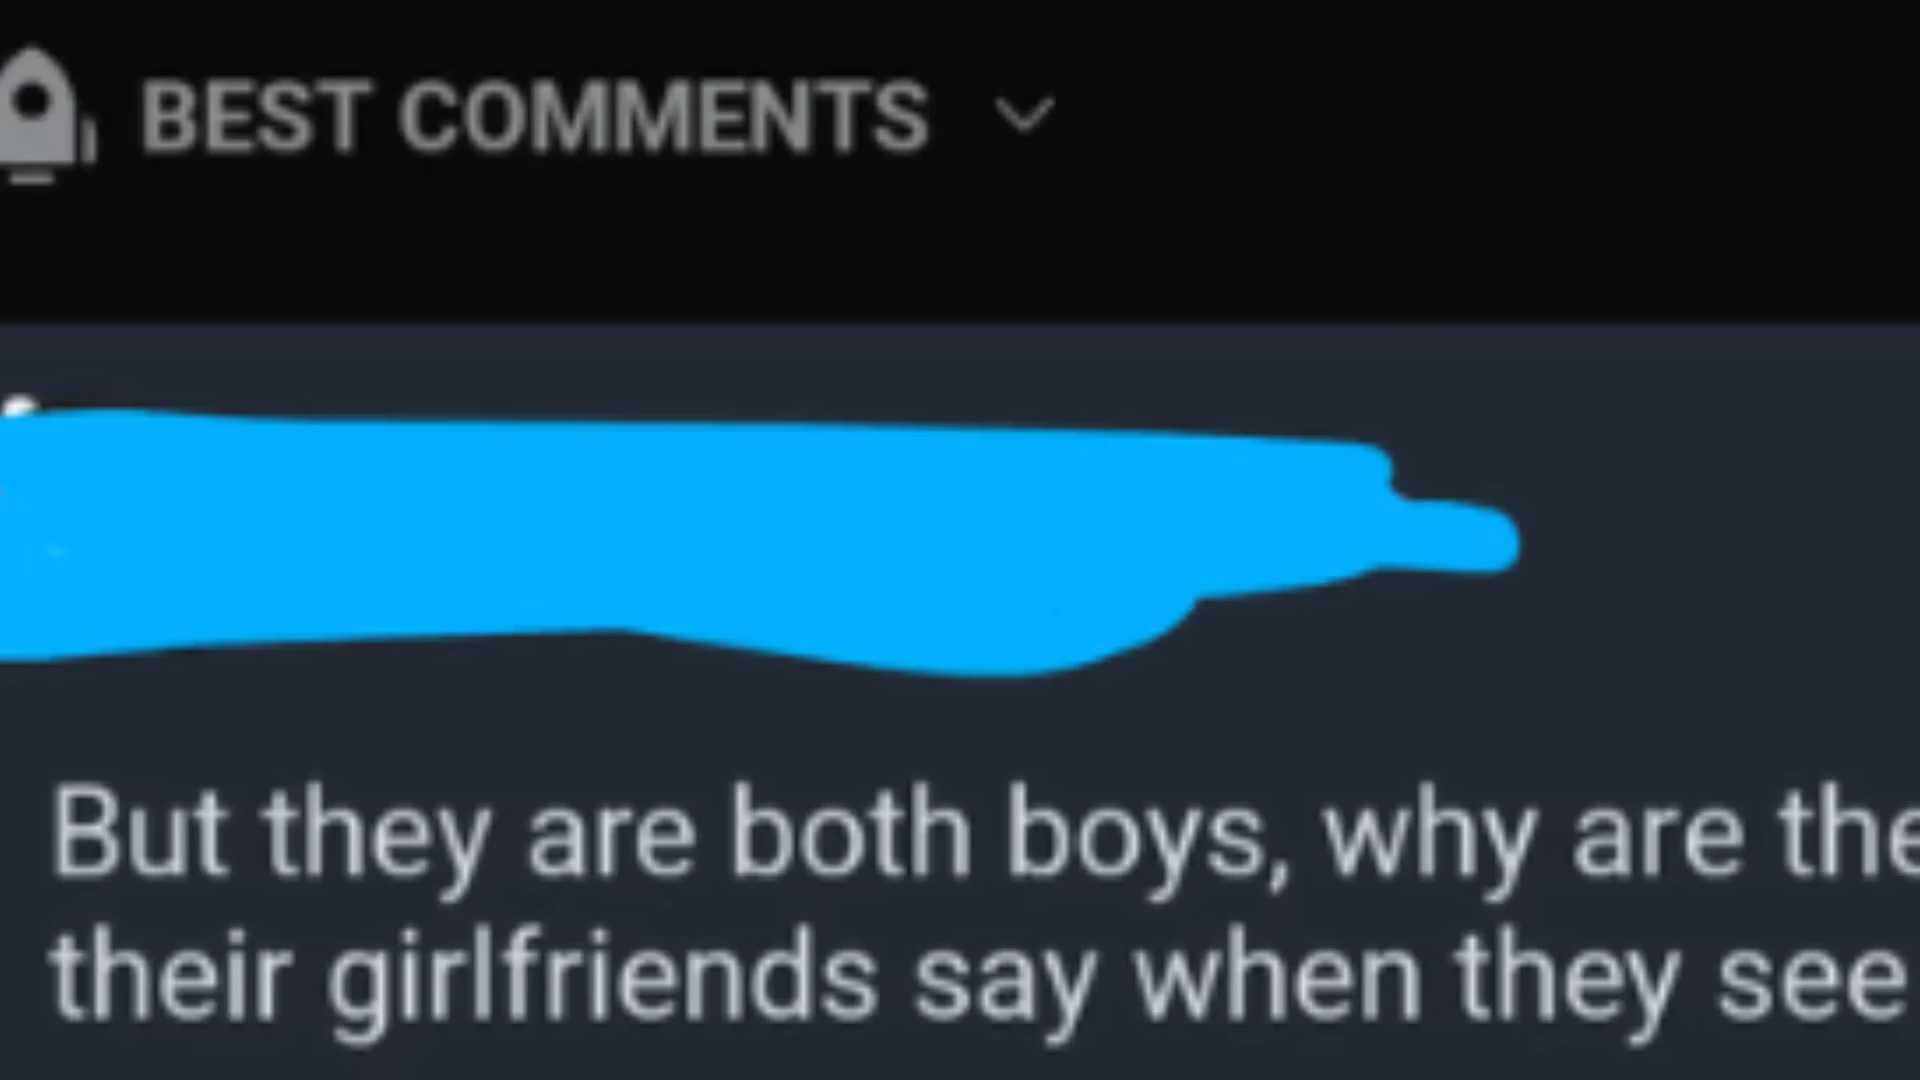 BEST COMMENTS
But they are both boys, why are the
their girlfriends say when they see